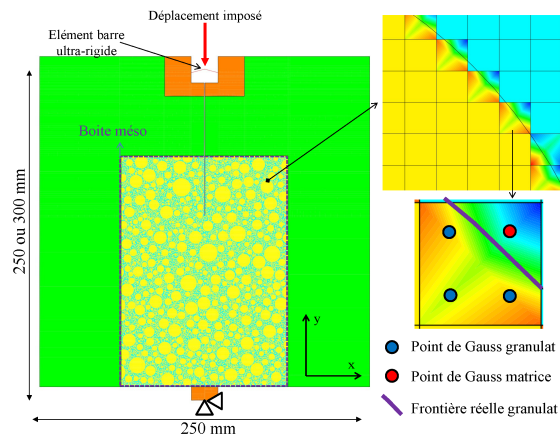 Déplacement imposé
Elément barre
ultra-rigide
Boite méso
250 ou 300 mm
y
x
250 mm
Point de Gauss granulat
Point de Gauss matrice
Frontière réelle granulat